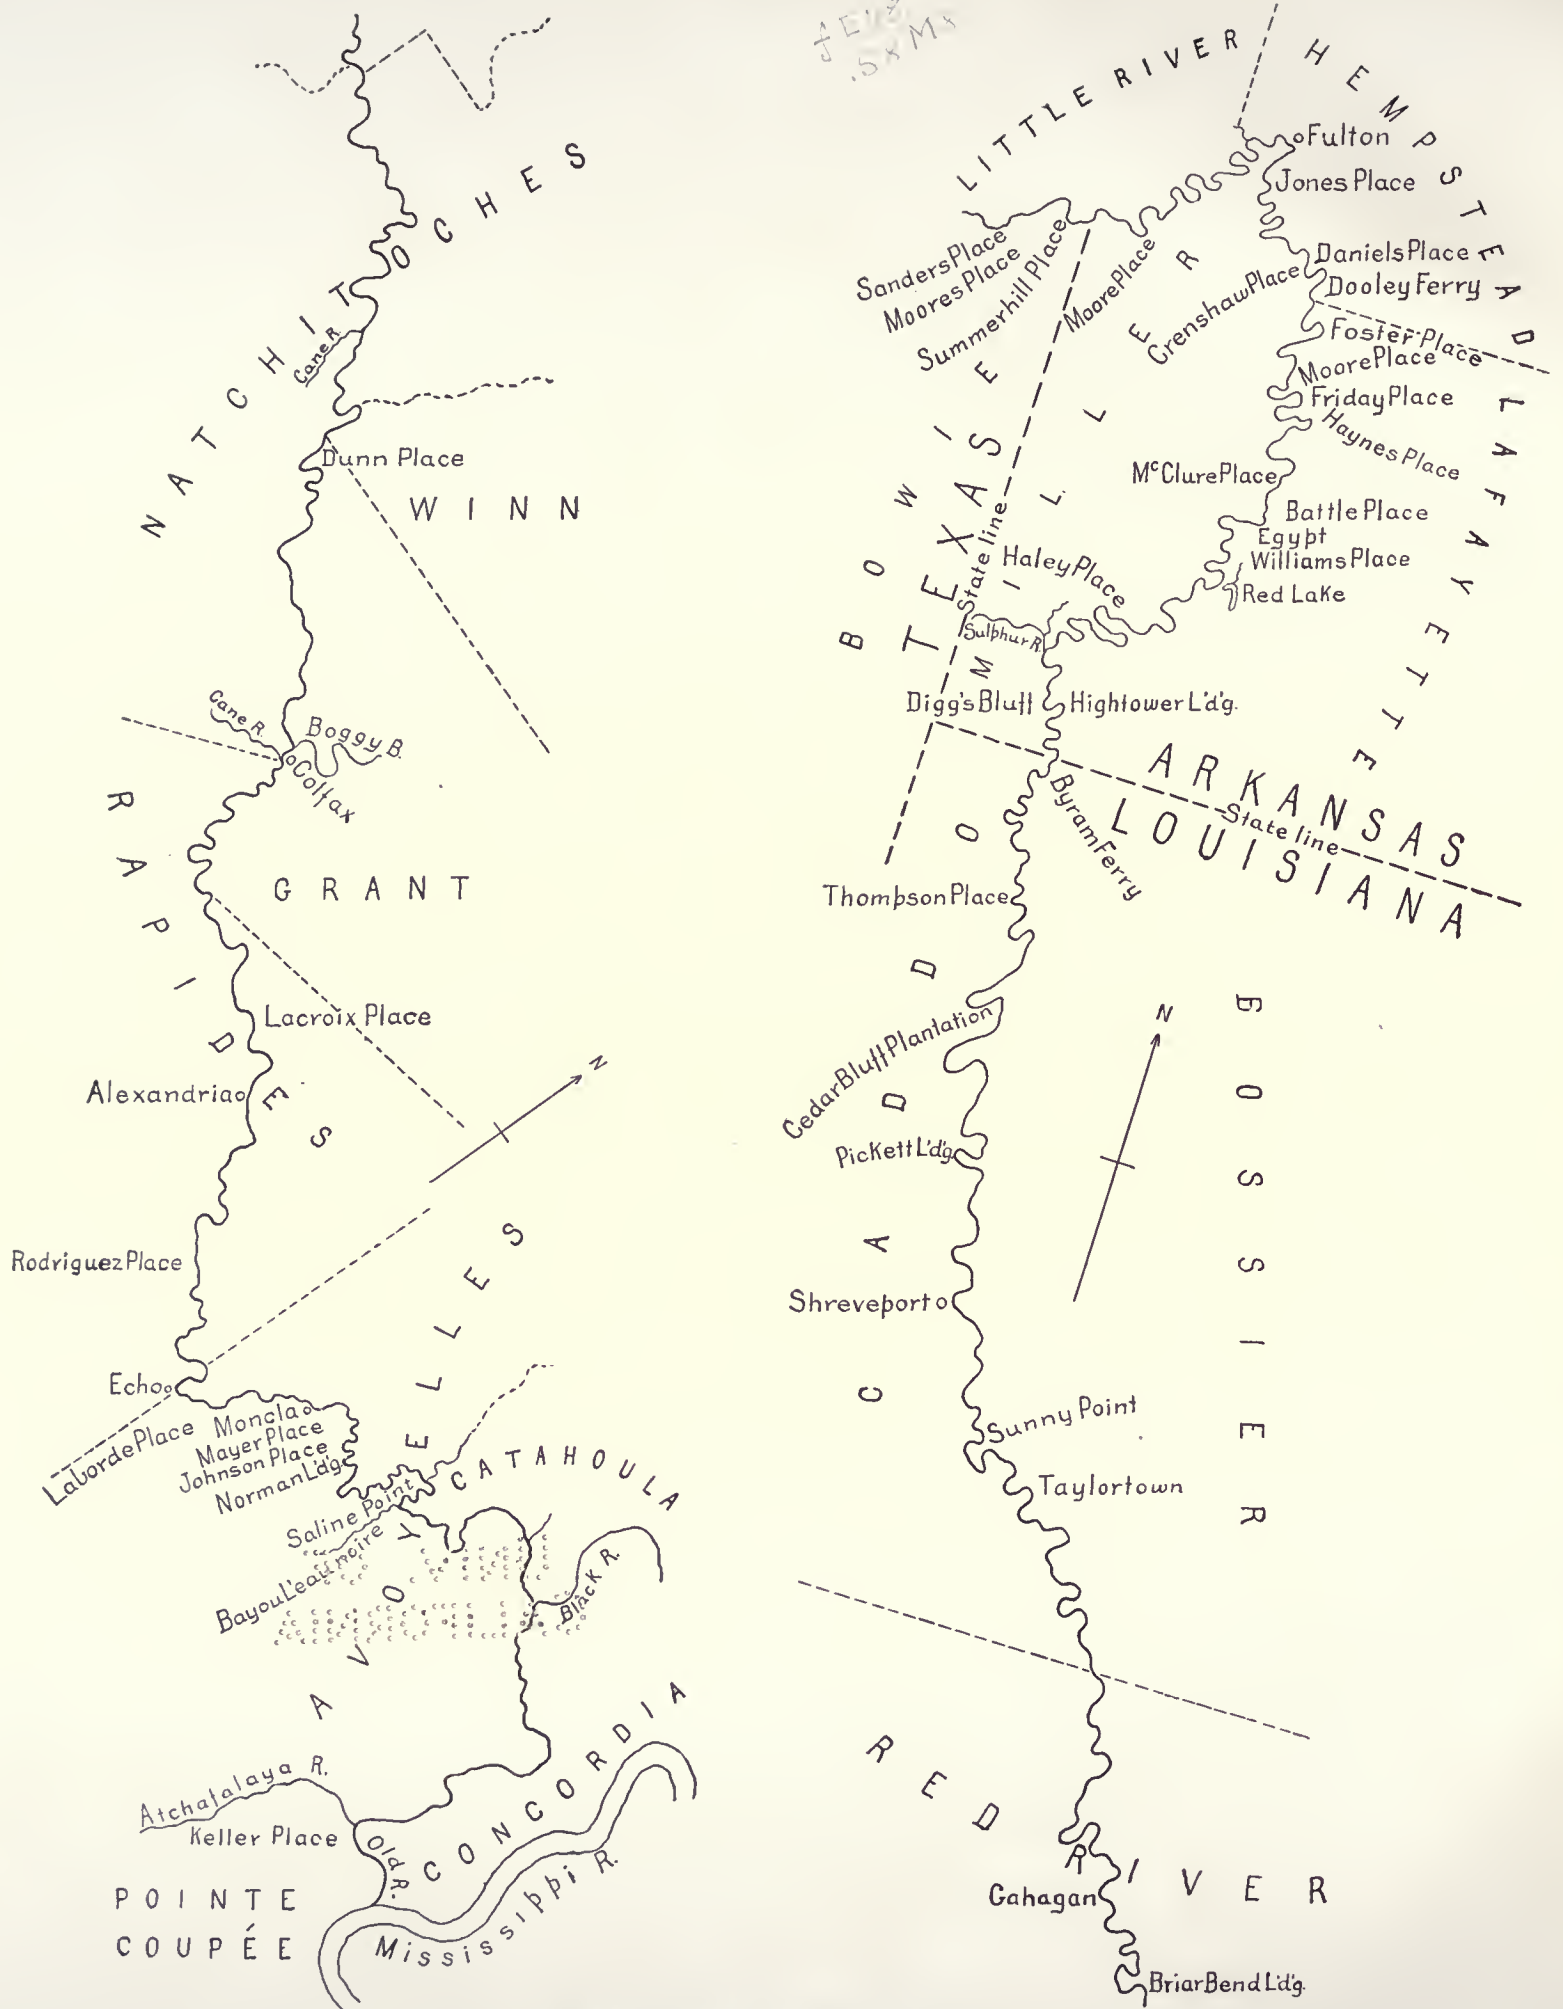 NATCHITOCHES
Cane R.
Dunn Place
WINN
Cane R.
Boggy B.
Colfax
RAPIDES
GRANT
Lacroix Place
Alexandria
N
Rodriguez Place
Echo
Laborde Place
Moncla
Mayer Place
Johnson Place
Norman L'd'g.
Saline Point
Bayou L'eau noire
AVOYELLES
CATAHOULA
Black R.
CONCORDIA
Atchafalaya R.
Keller Place
Old R.
POINTE
COUPÉE
Mississippi R.
LITTLE RIVER
HEMPSTEAD
Fulton
Jones Place
Sanders Place
Moores Place
Summerhill Place
Moore Place
Crenshaw Place
Daniels Place
Dooley Ferry
Foster Place
Moore Place
Friday Place
Haynes Place
McClure Place
Battle Place
Egypt
Williams Place
Red Lake
LAFAYETTE
BOWIE
TEXAS
State line
MILLER
Haley Place
Sulphur R.
Digg's Bluff
Hightower L'd'g.
ARKANSAS
State line
LOUISIANA
Byram Ferry
Thompson Place
CADDO
Cedar Bluff Plantation
N
BOSSIER
Pickett L'd'g.
Shreveport
Sunny Point
Taylortown
RED RIVER
Gahagan
Briar Bend L'd'g.